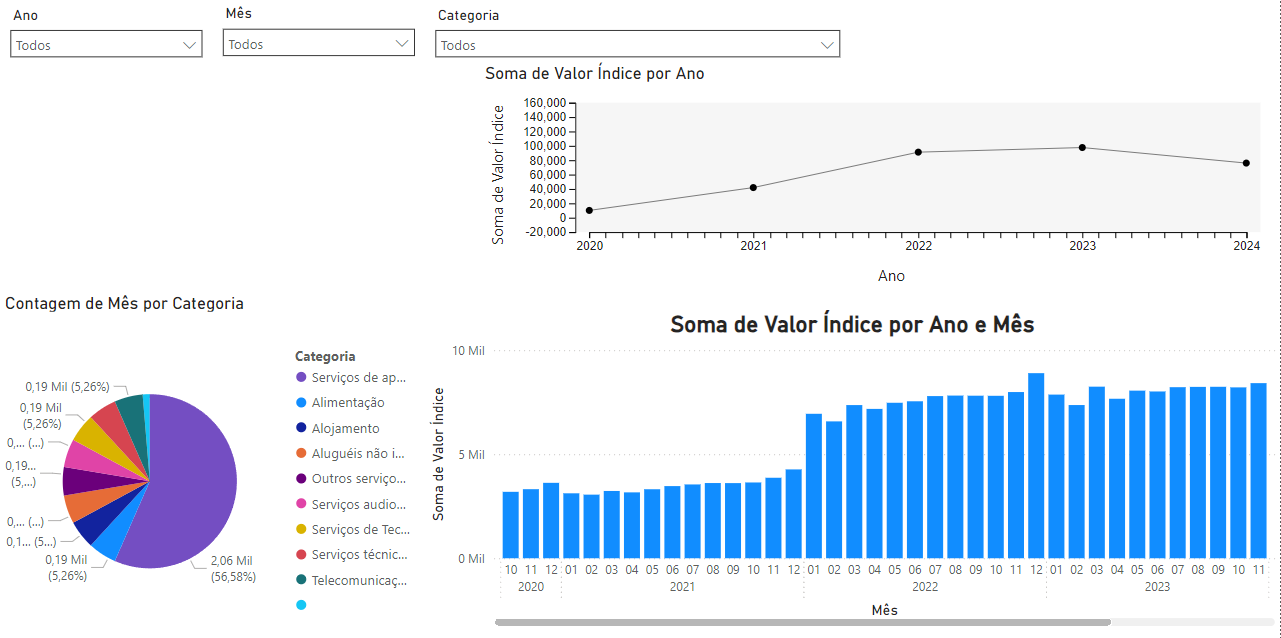 Ano
Mês
Categoria
Todos
Todos
Todos
Soma de Valor Índice por Ano
Soma de Valor Índice
160,000
140,000
120,000
100,000
80,000
60,000
40,000
20,000
0
-20,000
2020 2021 2022 2023 2024
Ano
Contagem de Mês por Categoria
0,19 Mil (5,26%)
0,19 Mil
(5,26%)
0,... (...)
0,19...
(5,...)
0,... (...)
0,1... (5...)
0,19 Mil
(5,26%)
2,06 Mil
(56,58%)
Categoria
Serviços de ap...
Alimentação
Alojamento
Aluguéis não i...
Outros serviço...
Serviços audio...
Serviços de Tec...
Serviços técnic...
Telecomunicaç...
Soma de Valor Índice por Ano e Mês
Soma de Valor Índice
10 Mil
5 Mil
0 Mil
10 11 12 01 02 03 04 05 06 07 08 09 10 11 12 01 02 03 04 05 06 07 08 09 10 11 12 01 02 03 04 05 06 07 08 09 10 11
2020 2021 2022 2023
Mês